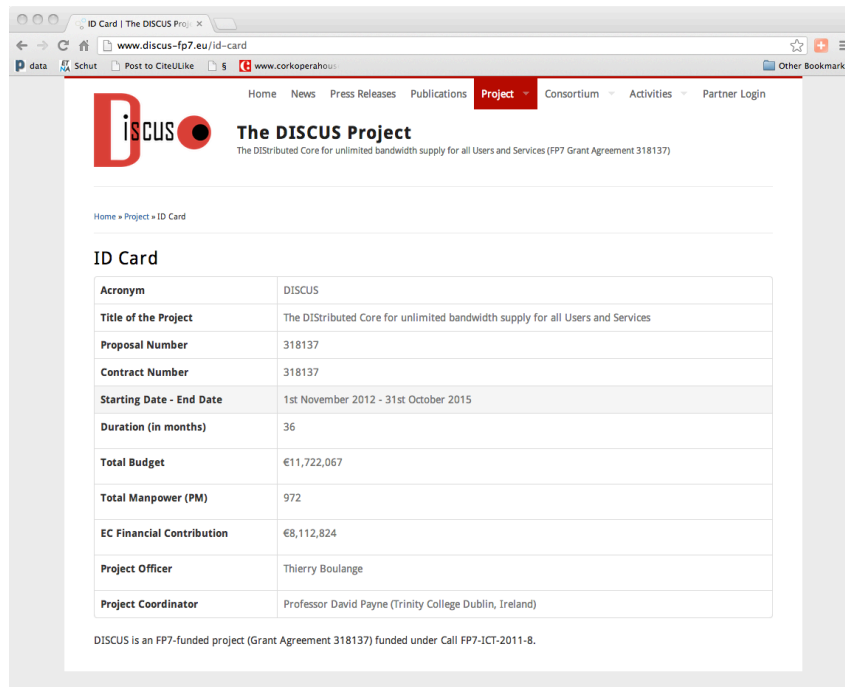 ID Card | The DISCUS Proj
www.discus-fp7.eu/id-card
data Schut Post to CiteULike § www.corkoperahous Other Bookmark
Home News Press Releases Publications Project Consortium Activities Partner Login
Discus
The DISCUS Project
The DIStributed Core for unlimited bandwidth supply for all Users and Services (FP7 Grant Agreement 318137)
Home » Project » ID Card
ID Card
Acronym DISCUS
Title of the Project The DIStributed Core for unlimited bandwidth supply for all Users and Services
Proposal Number 318137
Contract Number 318137
Starting Date - End Date 1st November 2012 - 31st October 2015
Duration (in months) 36
Total Budget €11,722,067
Total Manpower (PM) 972
EC Financial Contribution €8,112,824
Project Officer Thierry Boulange
Project Coordinator Professor David Payne (Trinity College Dublin, Ireland)
DISCUS is an FP7-funded project (Grant Agreement 318137) funded under Call FP7-ICT-2011-8.